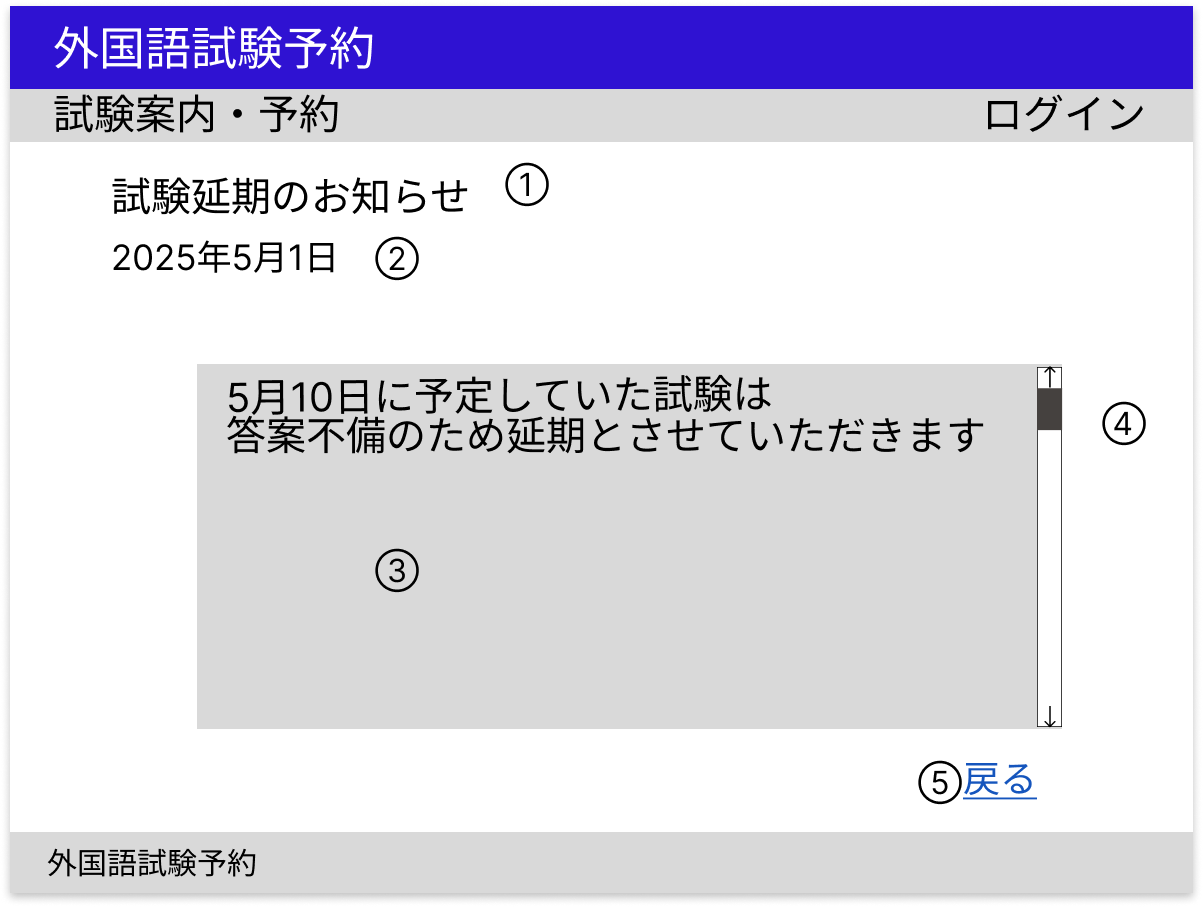 外国語試験予約
試験案内・予約
ログイン
試験延期のお知らせ ①
2025年5月1日 ②
5月10日に予定していた試験は
答案不備のため延期とさせていただきます
④
③
⑤戻る
外国語試験予約